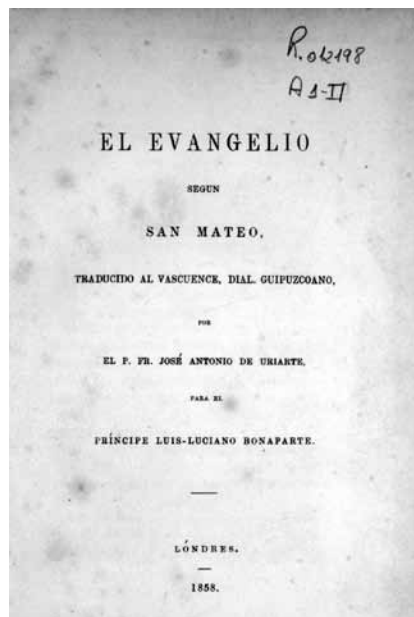 R.012198
A 1-II
EL EVANGELIO
SEGUN
SAN MATEO,
TRADUCIDO AL VASCUENCE, DIAL. GUIPUZCOANO,
POR
EL P. FR. JOSÉ ANTONIO DE URIARTE,
PARA EL
PRÍNCIPE LUIS-LUCIANO BONAPARTE.
LÓNDRES.
1858.